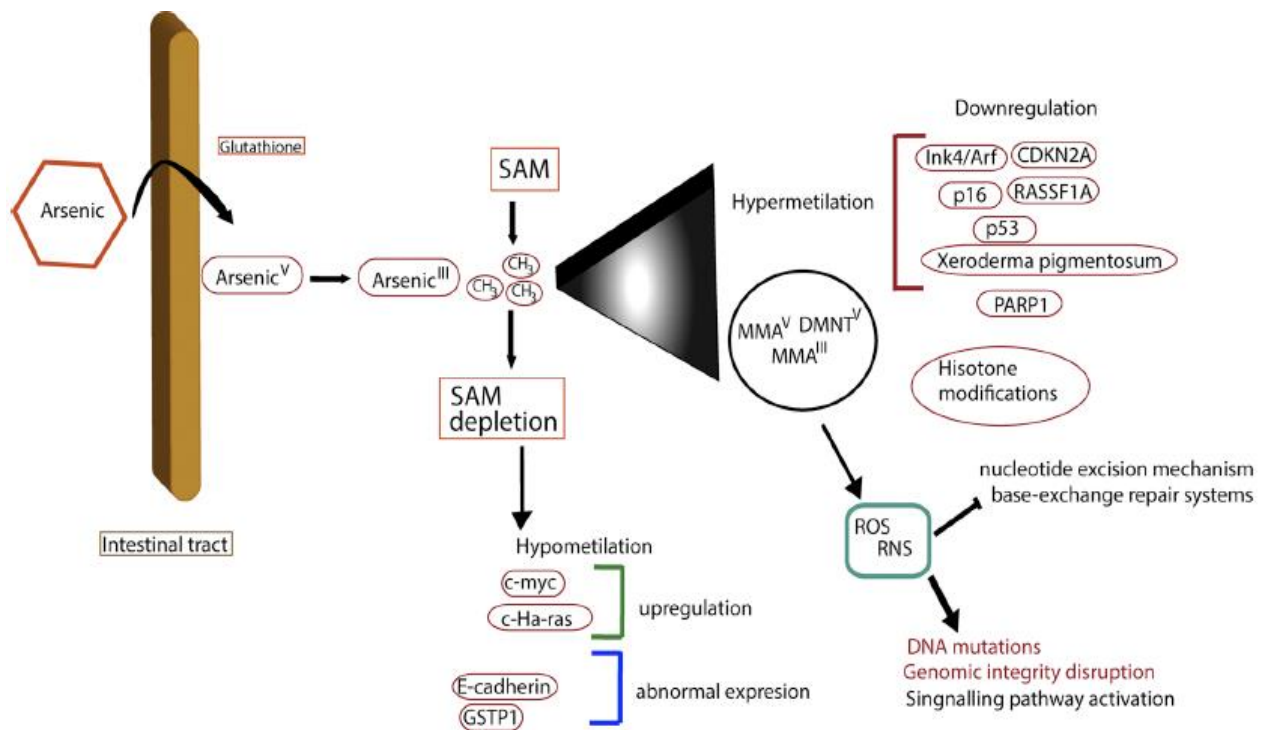 Arsenic
Intestinal tract
Glutathione
Arsenic^V
Arsenic^III
SAM
CH3
CH3
CH3
SAM
depletion
Hypometilation
c-myc
c-Ha-ras
upregulation
E-cadherin
GSTP1
abnormal expresion
Downregulation
Hypermetilation
Ink4/Arf
CDKN2A
p16
RASSF1A
p53
Xeroderma pigmentosum
PARP1
MMA^V DMNT^V
MMA^III
Hisotone
modifications
ROS
RNS
nucleotide excision mechanism
base-exchange repair systems
DNA mutations
Genomic integrity disruption
Singnalling pathway activation